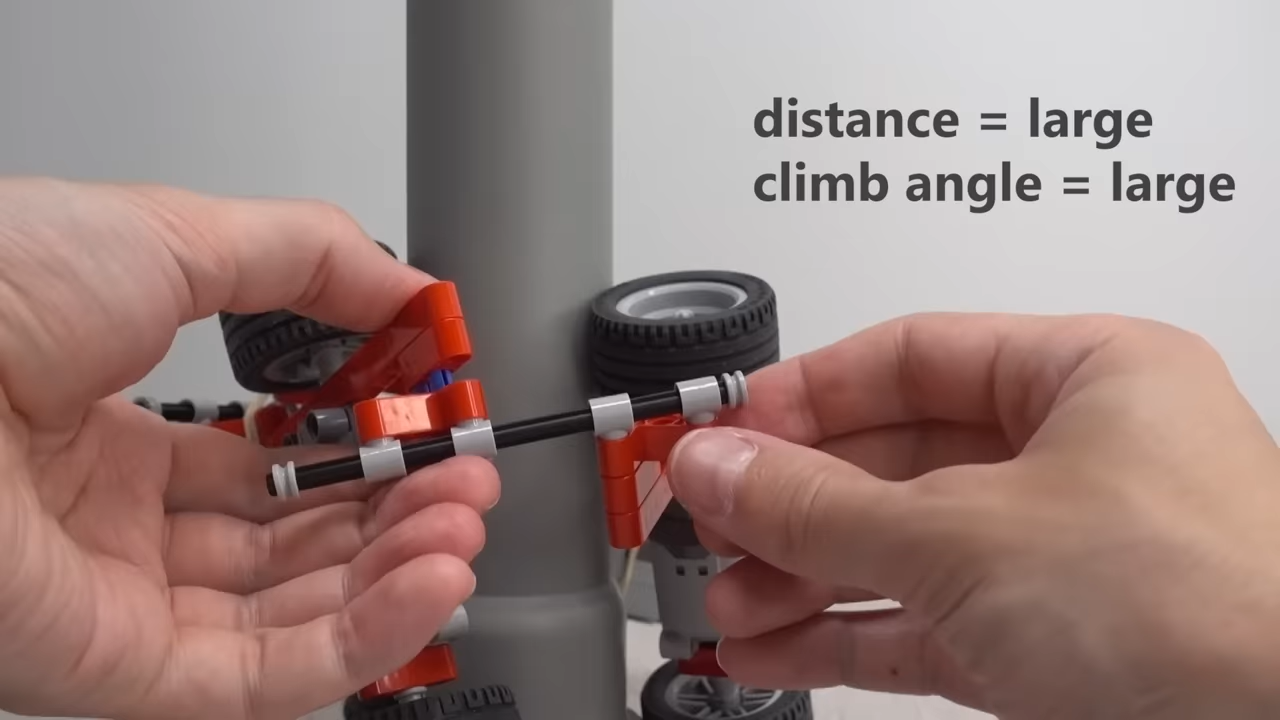 distance = large
climb angle = large